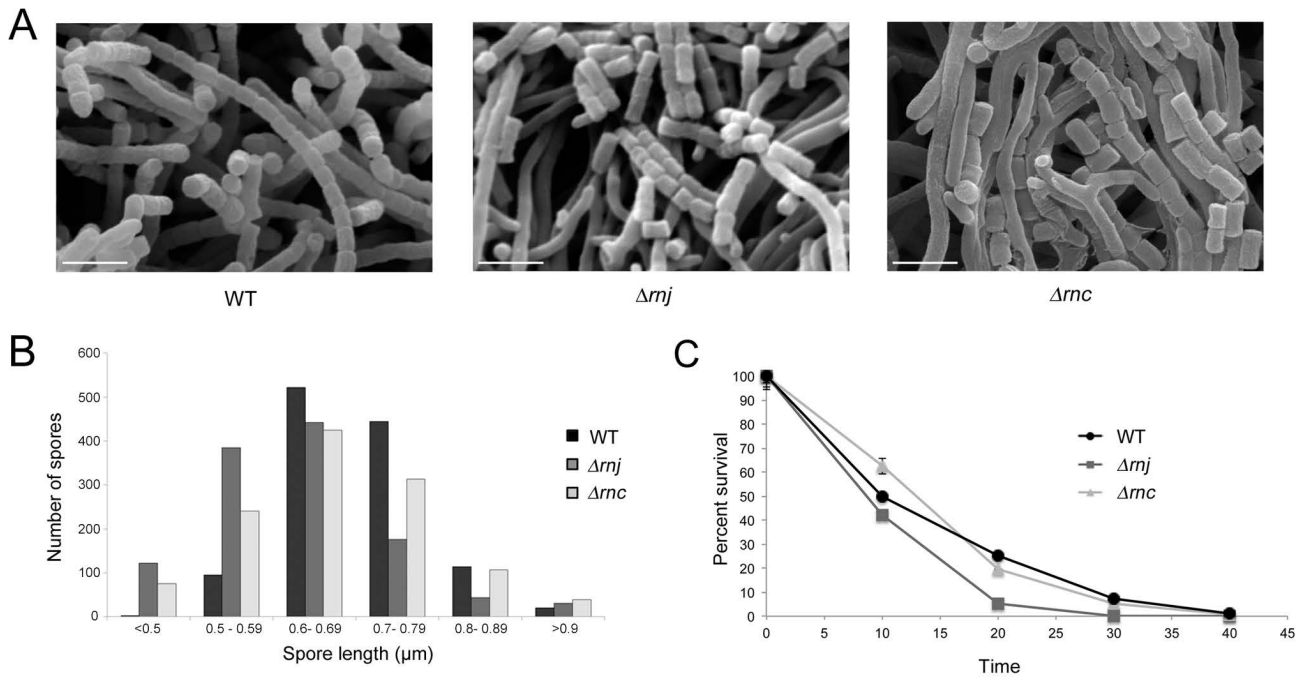 A
WT
Δrnj
Δrnc
B
600
500
400
300
200
100
0
Number of spores
<0.5
0.5 - 0.59
0.6- 0.69
0.7- 0.79
0.8- 0.89
>0.9
Spore length (µm)
WT
Δrnj
Δrnc
C
100
90
80
70
60
50
40
30
20
10
0
Percent survival
0
5
10
15
20
25
30
35
40
45
Time
WT
Δrnj
Δrnc